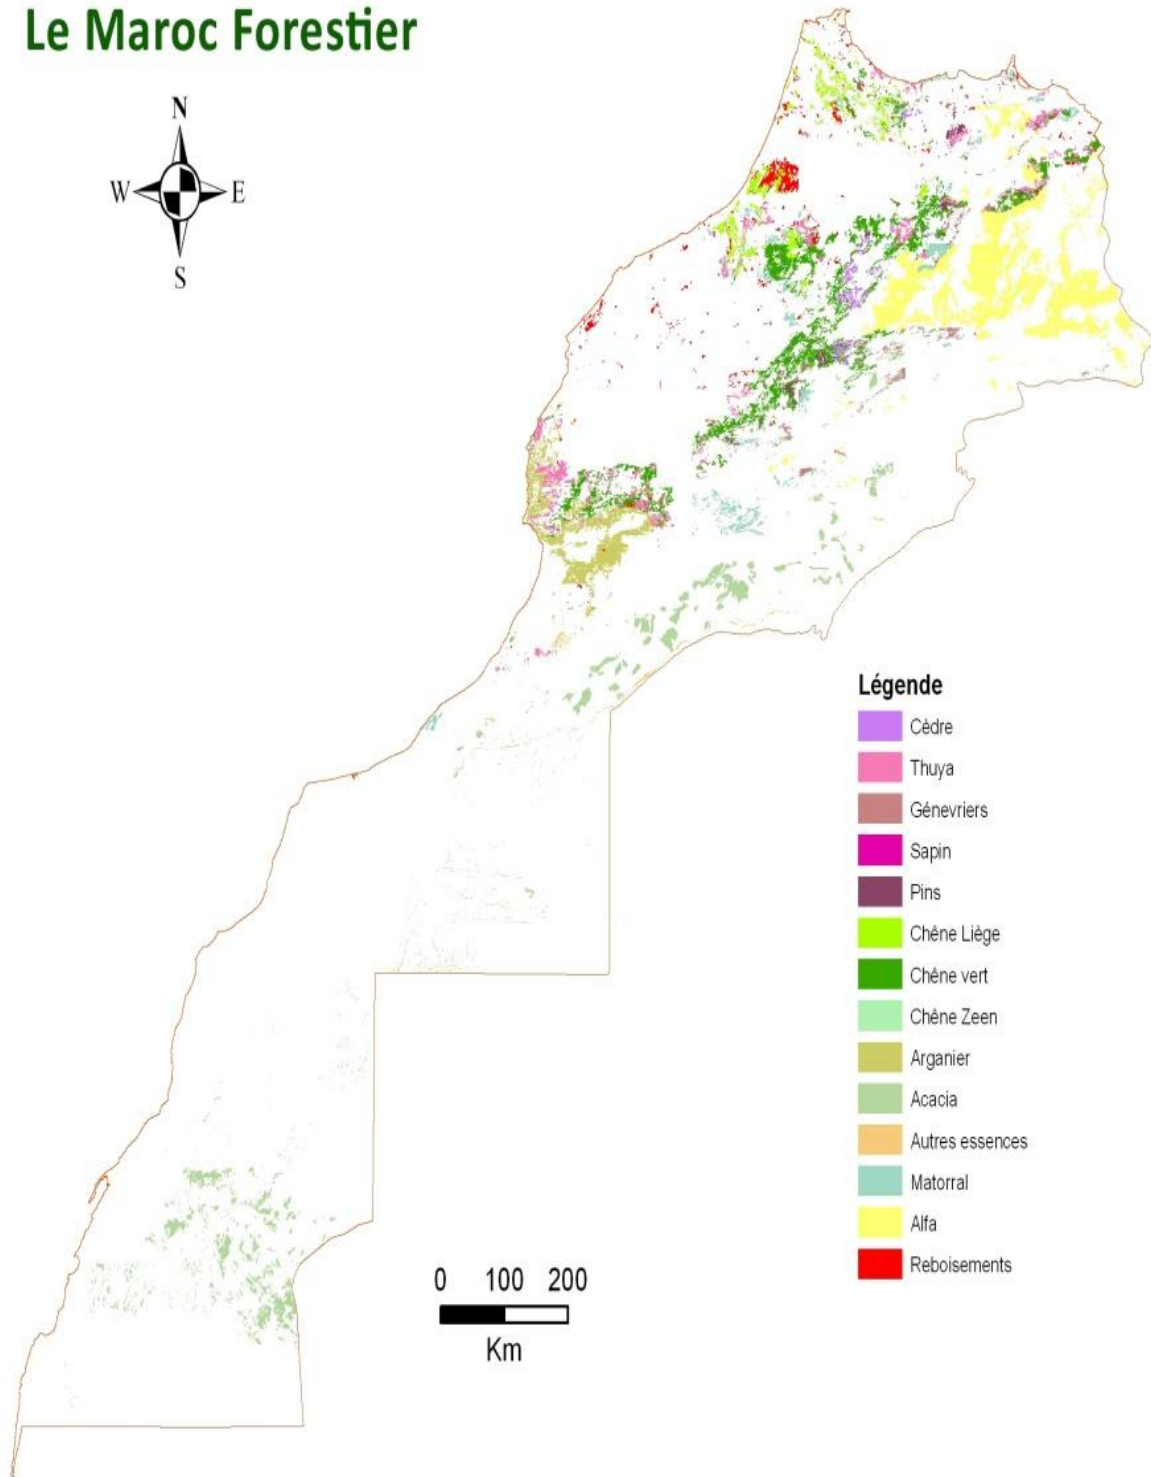 Le Maroc Forestier
N
W E
S
Légende
Cèdre
Thuya
Génevriers
Sapin
Pins
Chêne Liège
Chêne vert
Chêne Zeen
Arganier
Acacia
Autres essences
Matorral
Alfa
Reboisements
0 100 200
Km